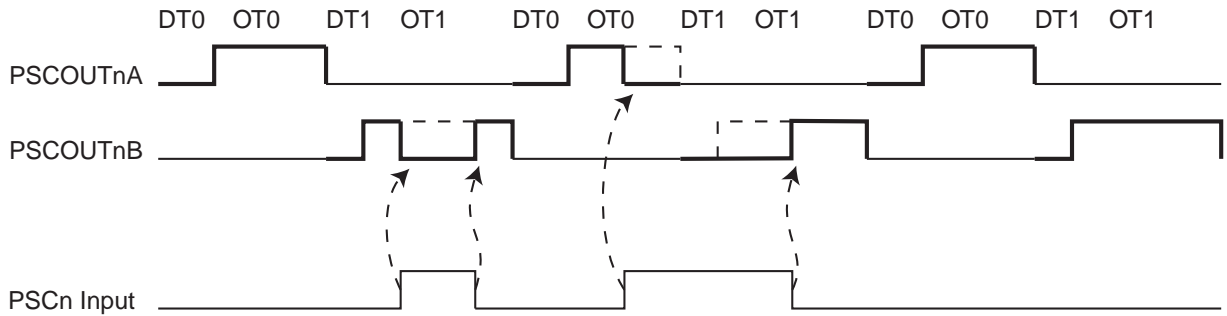 DT0 OT0 DT1 OT1 DT0 OT0 DT1 OT1 DT0 OT0 DT1 OT1
PSCOUTnA
PSCOUTnB
PSCn Input